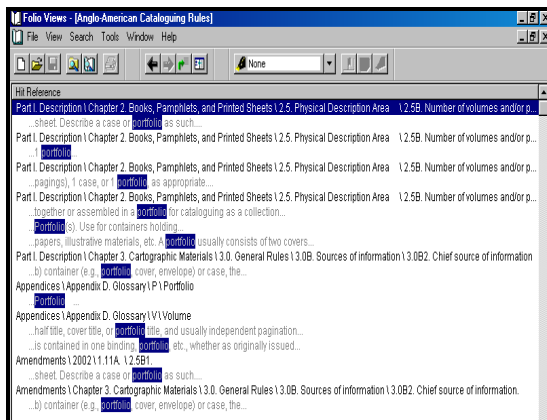 Folio Views - [Anglo-American Cataloguing Rules]
File View Search Tools Window Help
None
Hit Reference
Part I. Description \ Chapter 2. Books, Pamphlets, and Printed Sheets \ 2.5. Physical Description Area \ 2.5B. Number of volumes and/or p...
...sheet. Describe a case or portfolio as such....
Part I. Description \ Chapter 2. Books, Pamphlets, and Printed Sheets \ 2.5. Physical Description Area \ 2.5B. Number of volumes and/or p...
...1 portfolio...
Part I. Description \ Chapter 2. Books, Pamphlets, and Printed Sheets \ 2.5. Physical Description Area \ 2.5B. Number of volumes and/or p...
...pagings), 1 case, or 1 portfolio, as appropriate....
Part I. Description \ Chapter 2. Books, Pamphlets, and Printed Sheets \ 2.5. Physical Description Area \ 2.5B. Number of volumes and/or p...
...together or assembled in a portfolio for cataloguing as a collection...
...Portfolio(s). Use for containers holding...
...papers, illustrative materials, etc. A portfolio usually consists of two covers...
Part I. Description \ Chapter 3. Cartographic Materials \ 3.0. General Rules \ 3.0B. Sources of information \ 3.0B2. Chief source of information
...b) container (e.g., portfolio, cover, envelope) or case, the...
Appendices \ Appendix D. Glossary \ P \ Portfolio
...Portfolio ...
Appendices \ Appendix D. Glossary \ V \ Volume
...half title, cover title, or portfolio title, and usually independent pagination...
...is contained in one binding, portfolio, etc., whether as originally issued...
Amendments \ 2002 \ 1.11A. \ 2.5B1.
...sheet. Describe a case or portfolio as such....
Amendments \ Chapter 3. Cartographic Materials \ 3.0. General Rules \ 3.0B. Sources of information \ 3.0B2. Chief source of information.
...b) container (e.g., portfolio, cover, envelope) or case, the...